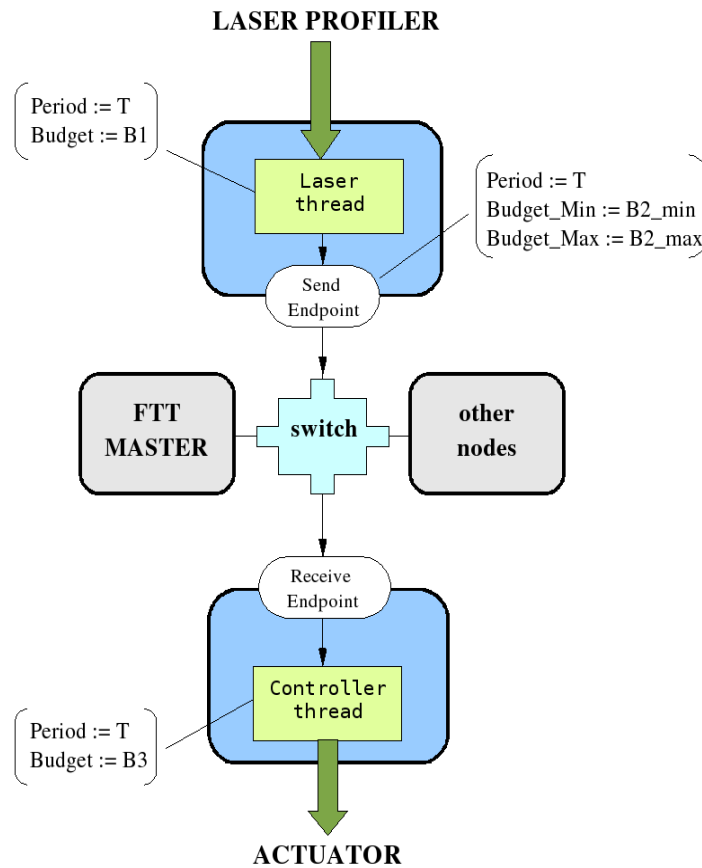 LASER PROFILER
Period := T
Budget := B1
Laser
thread
Period := T
Budget_Min := B2_min
Budget_Max := B2_max
Send
Endpoint
FTT
MASTER
switch
other
nodes
Receive
Endpoint
Controller
thread
Period := T
Budget := B3
ACTUATOR